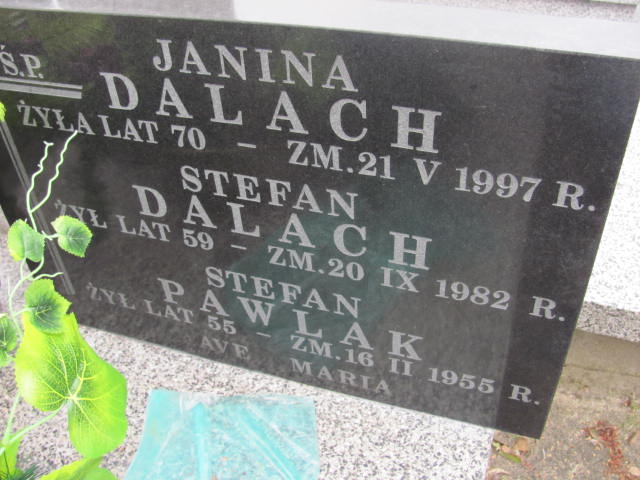 Ś.P.
JANINA
DALACH
ŻYŁA LAT 70 – ZM. 21 V 1997 R.
STEFAN
DALACH
ŻYŁ LAT 59 – ZM. 20 IX 1982 R.
STEFAN
PAWLAK
ŻYŁ LAT 55 – ZM. 16 II 1955 R.
AVE MARIA